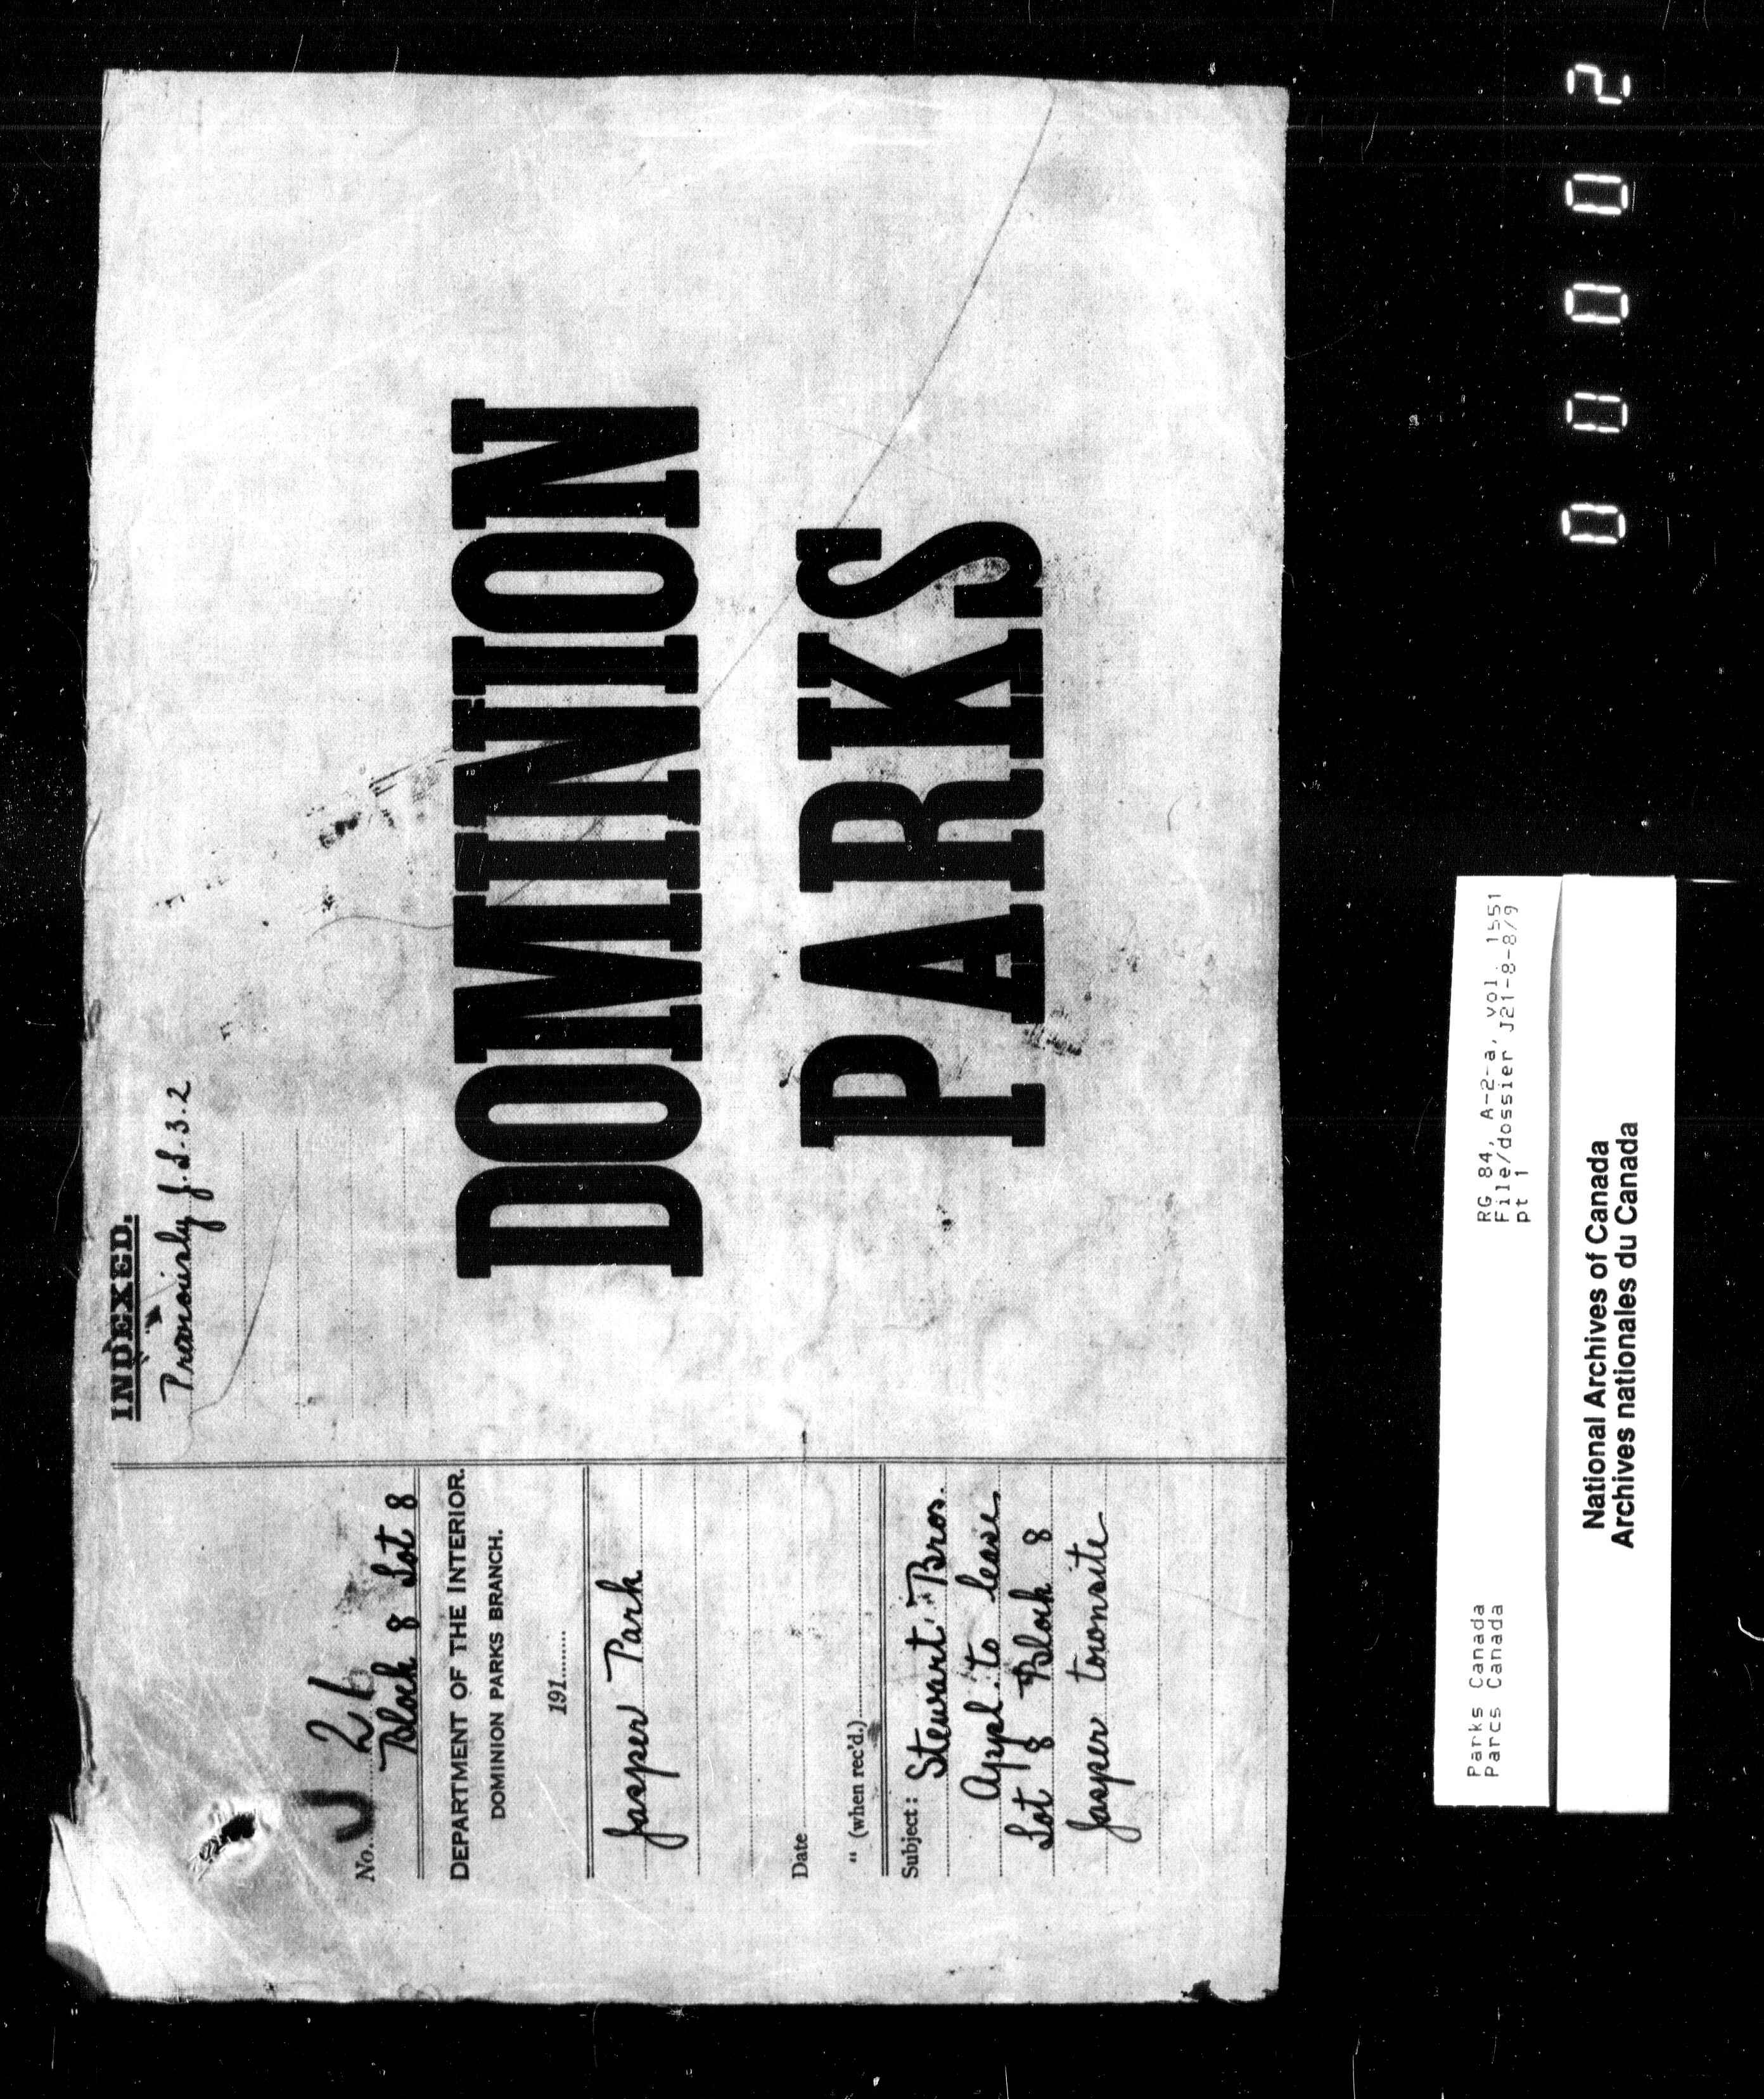 INDEXED.
Previously J.S.3.2
No. J 21
Block 8 Lot 8
DEPARTMENT OF THE INTERIOR.
DOMINION PARKS BRANCH.
191.......
Jasper Park
Date
" (when rec'd.)
Subject: Stewart Bros.
Appl. to lease
Lot 8 Block 8
Jasper townsite
DOMINION
PARKS
Parks Canada
Parcs Canada
RG 84, A-2-a, vol. 1551
File/dossier J21-8-8/9
pt 1
National Archives of Canada
Archives nationales du Canada
00002